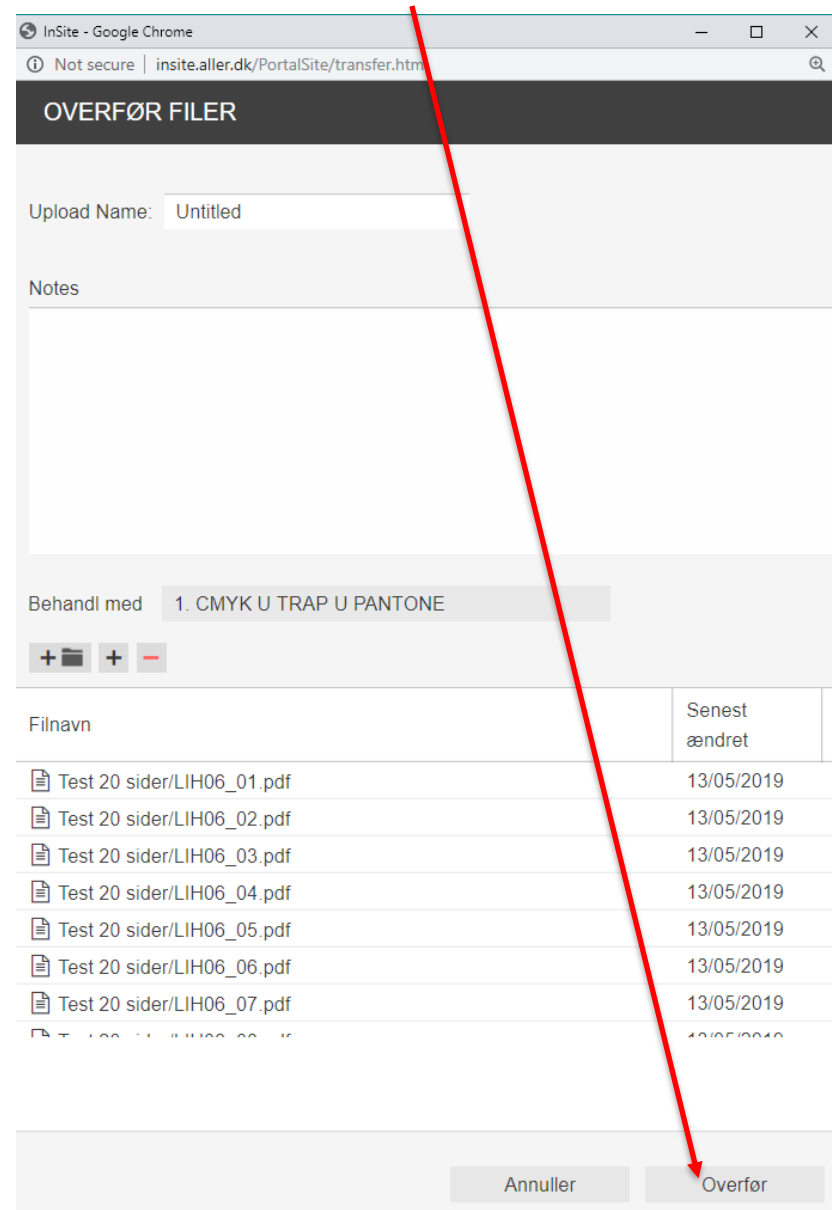 InSite - Google Chrome
Not secure | insite.aller.dk/PortalSite/transfer.htm
OVERFØR FILER
Upload Name: Untitled
Notes
Behandl med 1. CMYK U TRAP U PANTONE
Filnavn Senest
ændret
Test 20 sider/LIH06_01.pdf 13/05/2019
Test 20 sider/LIH06_02.pdf 13/05/2019
Test 20 sider/LIH06_03.pdf 13/05/2019
Test 20 sider/LIH06_04.pdf 13/05/2019
Test 20 sider/LIH06_05.pdf 13/05/2019
Test 20 sider/LIH06_06.pdf 13/05/2019
Test 20 sider/LIH06_07.pdf 13/05/2019
Annuller Overfør